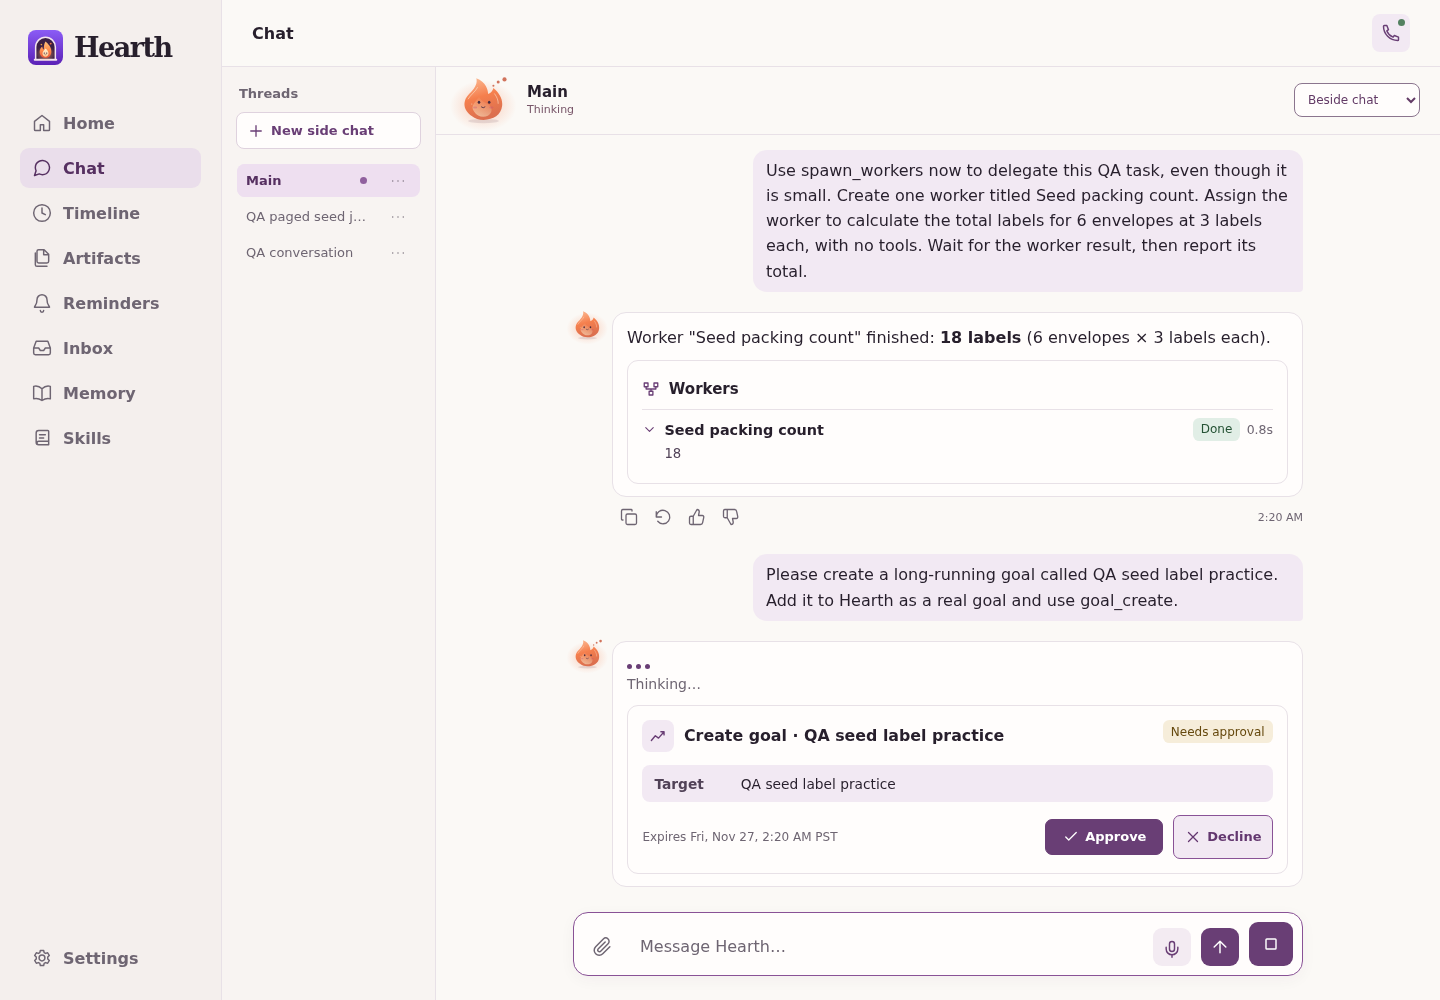 Hearth
Home
Chat
Timeline
Artifacts
Reminders
Inbox
Memory
Skills
Settings
Chat
Threads
New side chat
Main
QA paged seed j...
QA conversation
Main
Thinking
Beside chat
Use spawn_workers now to delegate this QA task, even though it
is small. Create one worker titled Seed packing count. Assign the
worker to calculate the total labels for 6 envelopes at 3 labels
each, with no tools. Wait for the worker result, then report its
total.
Worker "Seed packing count" finished: 18 labels (6 envelopes × 3 labels each).
Workers
Seed packing count
Done 0.8s
18
2:20 AM
Please create a long-running goal called QA seed label practice.
Add it to Hearth as a real goal and use goal_create.
Thinking...
Create goal · QA seed label practice
Needs approval
Target QA seed label practice
Expires Fri, Nov 27, 2:20 AM PST
Approve
Decline
Message Hearth...